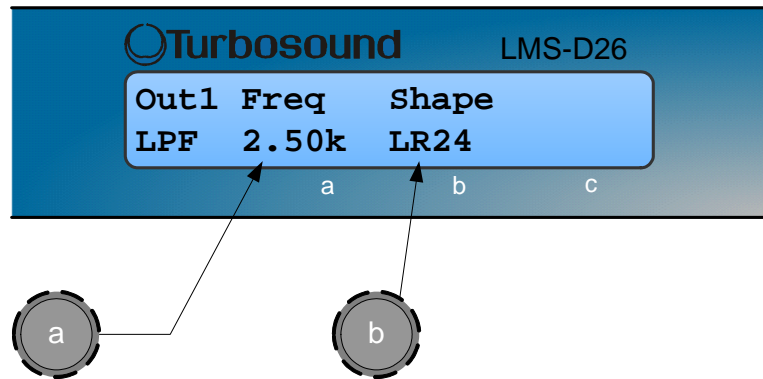 Turbosound LMS-D26
Out1 Freq Shape
LPF 2.50k LR24
a b c
a b